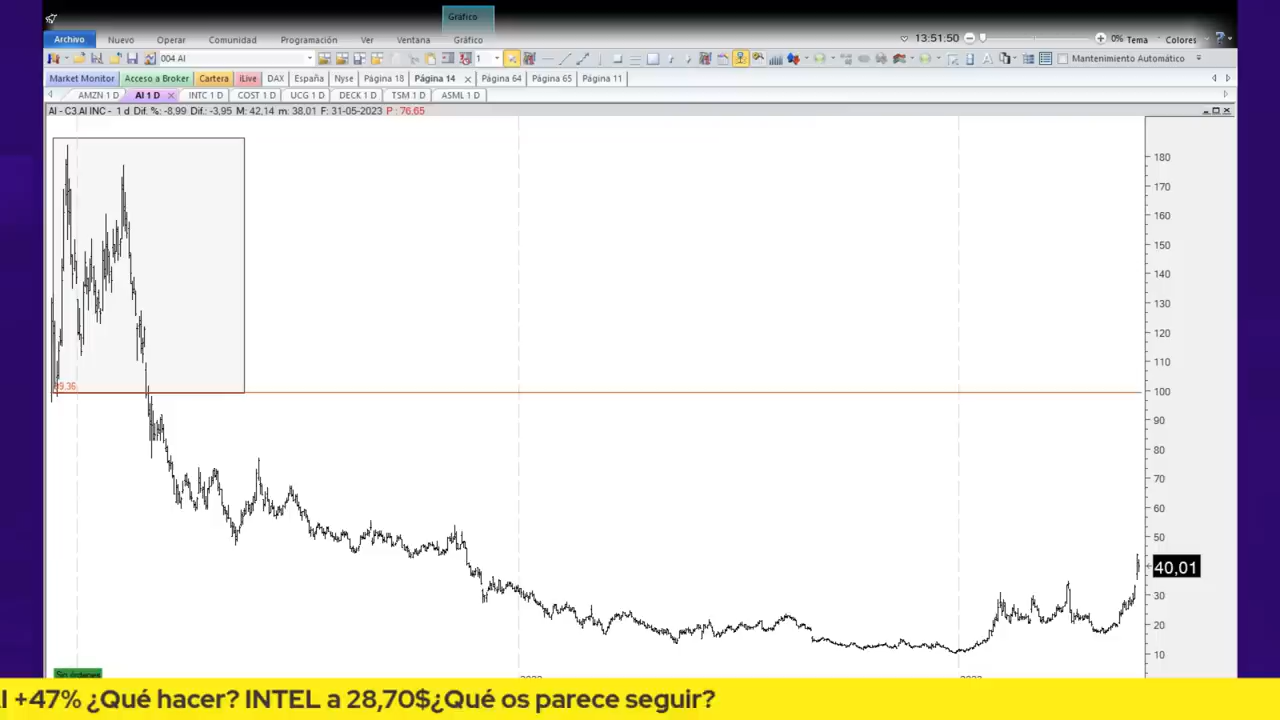 Gráfico
Archivo Nuevo Operar Comunidad Programación Ver Ventana Gráfico 13:51:50 0% Tema Colores
004 AI 1 Mantenimiento Automático
Market Monitor Acceso a Broker Cartera iLive DAX España Nyse Página 18 Página 14 Página 64 Página 65 Página 11
AMZN 1 D AI 1 D INTC 1 D COST 1 D UCG 1 D DECK 1 D TSM 1 D ASML 1 D
AI - C3.AI INC - 1 d Dif. %: -8,99 Dif.: -3,95 M: 42,14 m: 38,01 F: 31-05-2023 P : 76,65
180
170
160
150
140
130
120
110
100
90
80
70
60
50
40,01
30
20
10
Sin órdenes
+47% ¿Qué hacer? INTEL a 28,70$¿Qué os parece seguir?